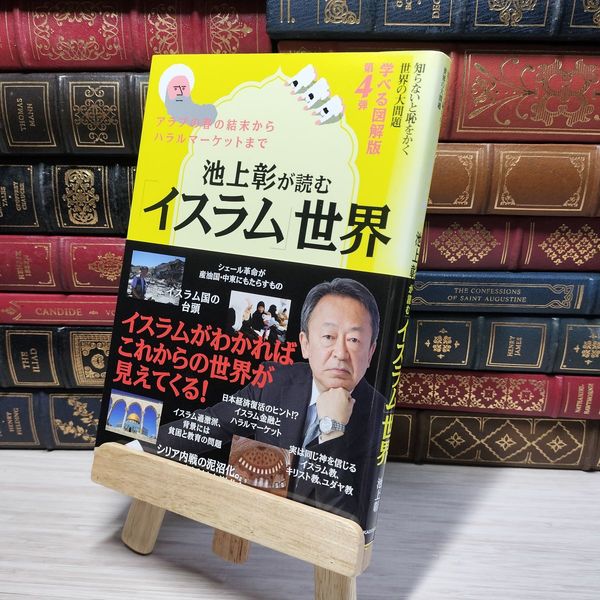 知らないと恥をかく
世界の大問題
学べる図解版
第4弾
アラブの春の結末から
ハラルマーケットまで
池上彰が読む
「イスラム」世界
シェール革命が
産油国・中東にもたらすもの
イスラム国の
台頭
イスラムがわかれば
これからの世界が
見えてくる!
日本経済復活のヒント!?
イスラム金融と
ハラルマーケット
イスラム過激派、
背景には
貧困と教育の問題
実は同じ神を信じる
イスラム教、
キリスト教、ユダヤ教
シリア内戦の泥沼化
池上彰が読む
イスラム世界
池上彰
THOMAS
MANN
GEOFFREY
CHAUCER
CANDIDE
THE ILIAD
HENRY
FIELDING
THE CONFESSIONS
OF SAINT AUGUSTINE
HENRY
JAMES
NATHANIEL
HAWTHORNE